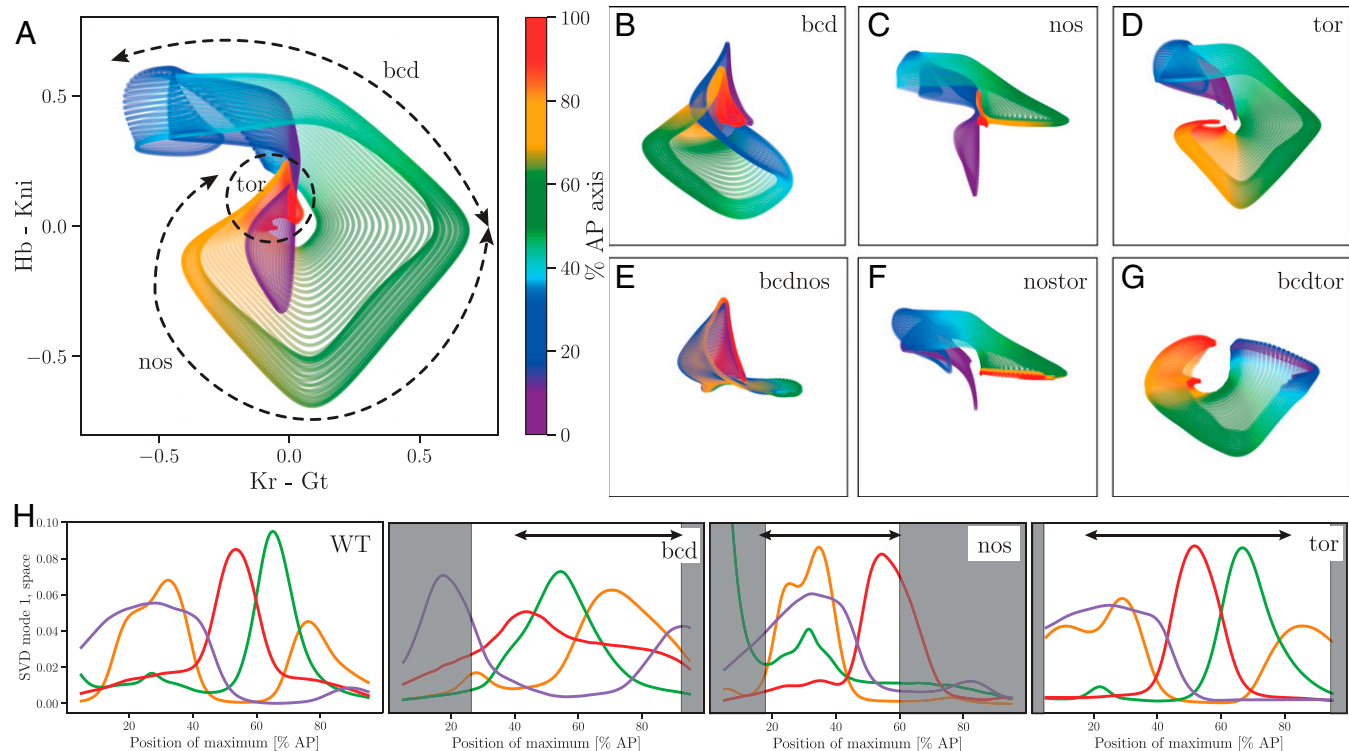 A
bcd
tor
nos
0.5
0.0
−0.5
Hb - Kni
−0.5
0.0
0.5
Kr - Gt
100
80
60
40
20
0
% AP axis
B
bcd
C
nos
D
tor
E
bcdnos
F
nostor
G
bcdtor
H
WT
bcd
nos
tor
0.10
0.08
0.06
0.04
0.02
0.00
SVD mode 1, space
20 40 60 80
20 40 60 80
20 40 60 80
20 40 60 80
Position of maximum [% AP]
Position of maximum [% AP]
Position of maximum [% AP]
Position of maximum [% AP]